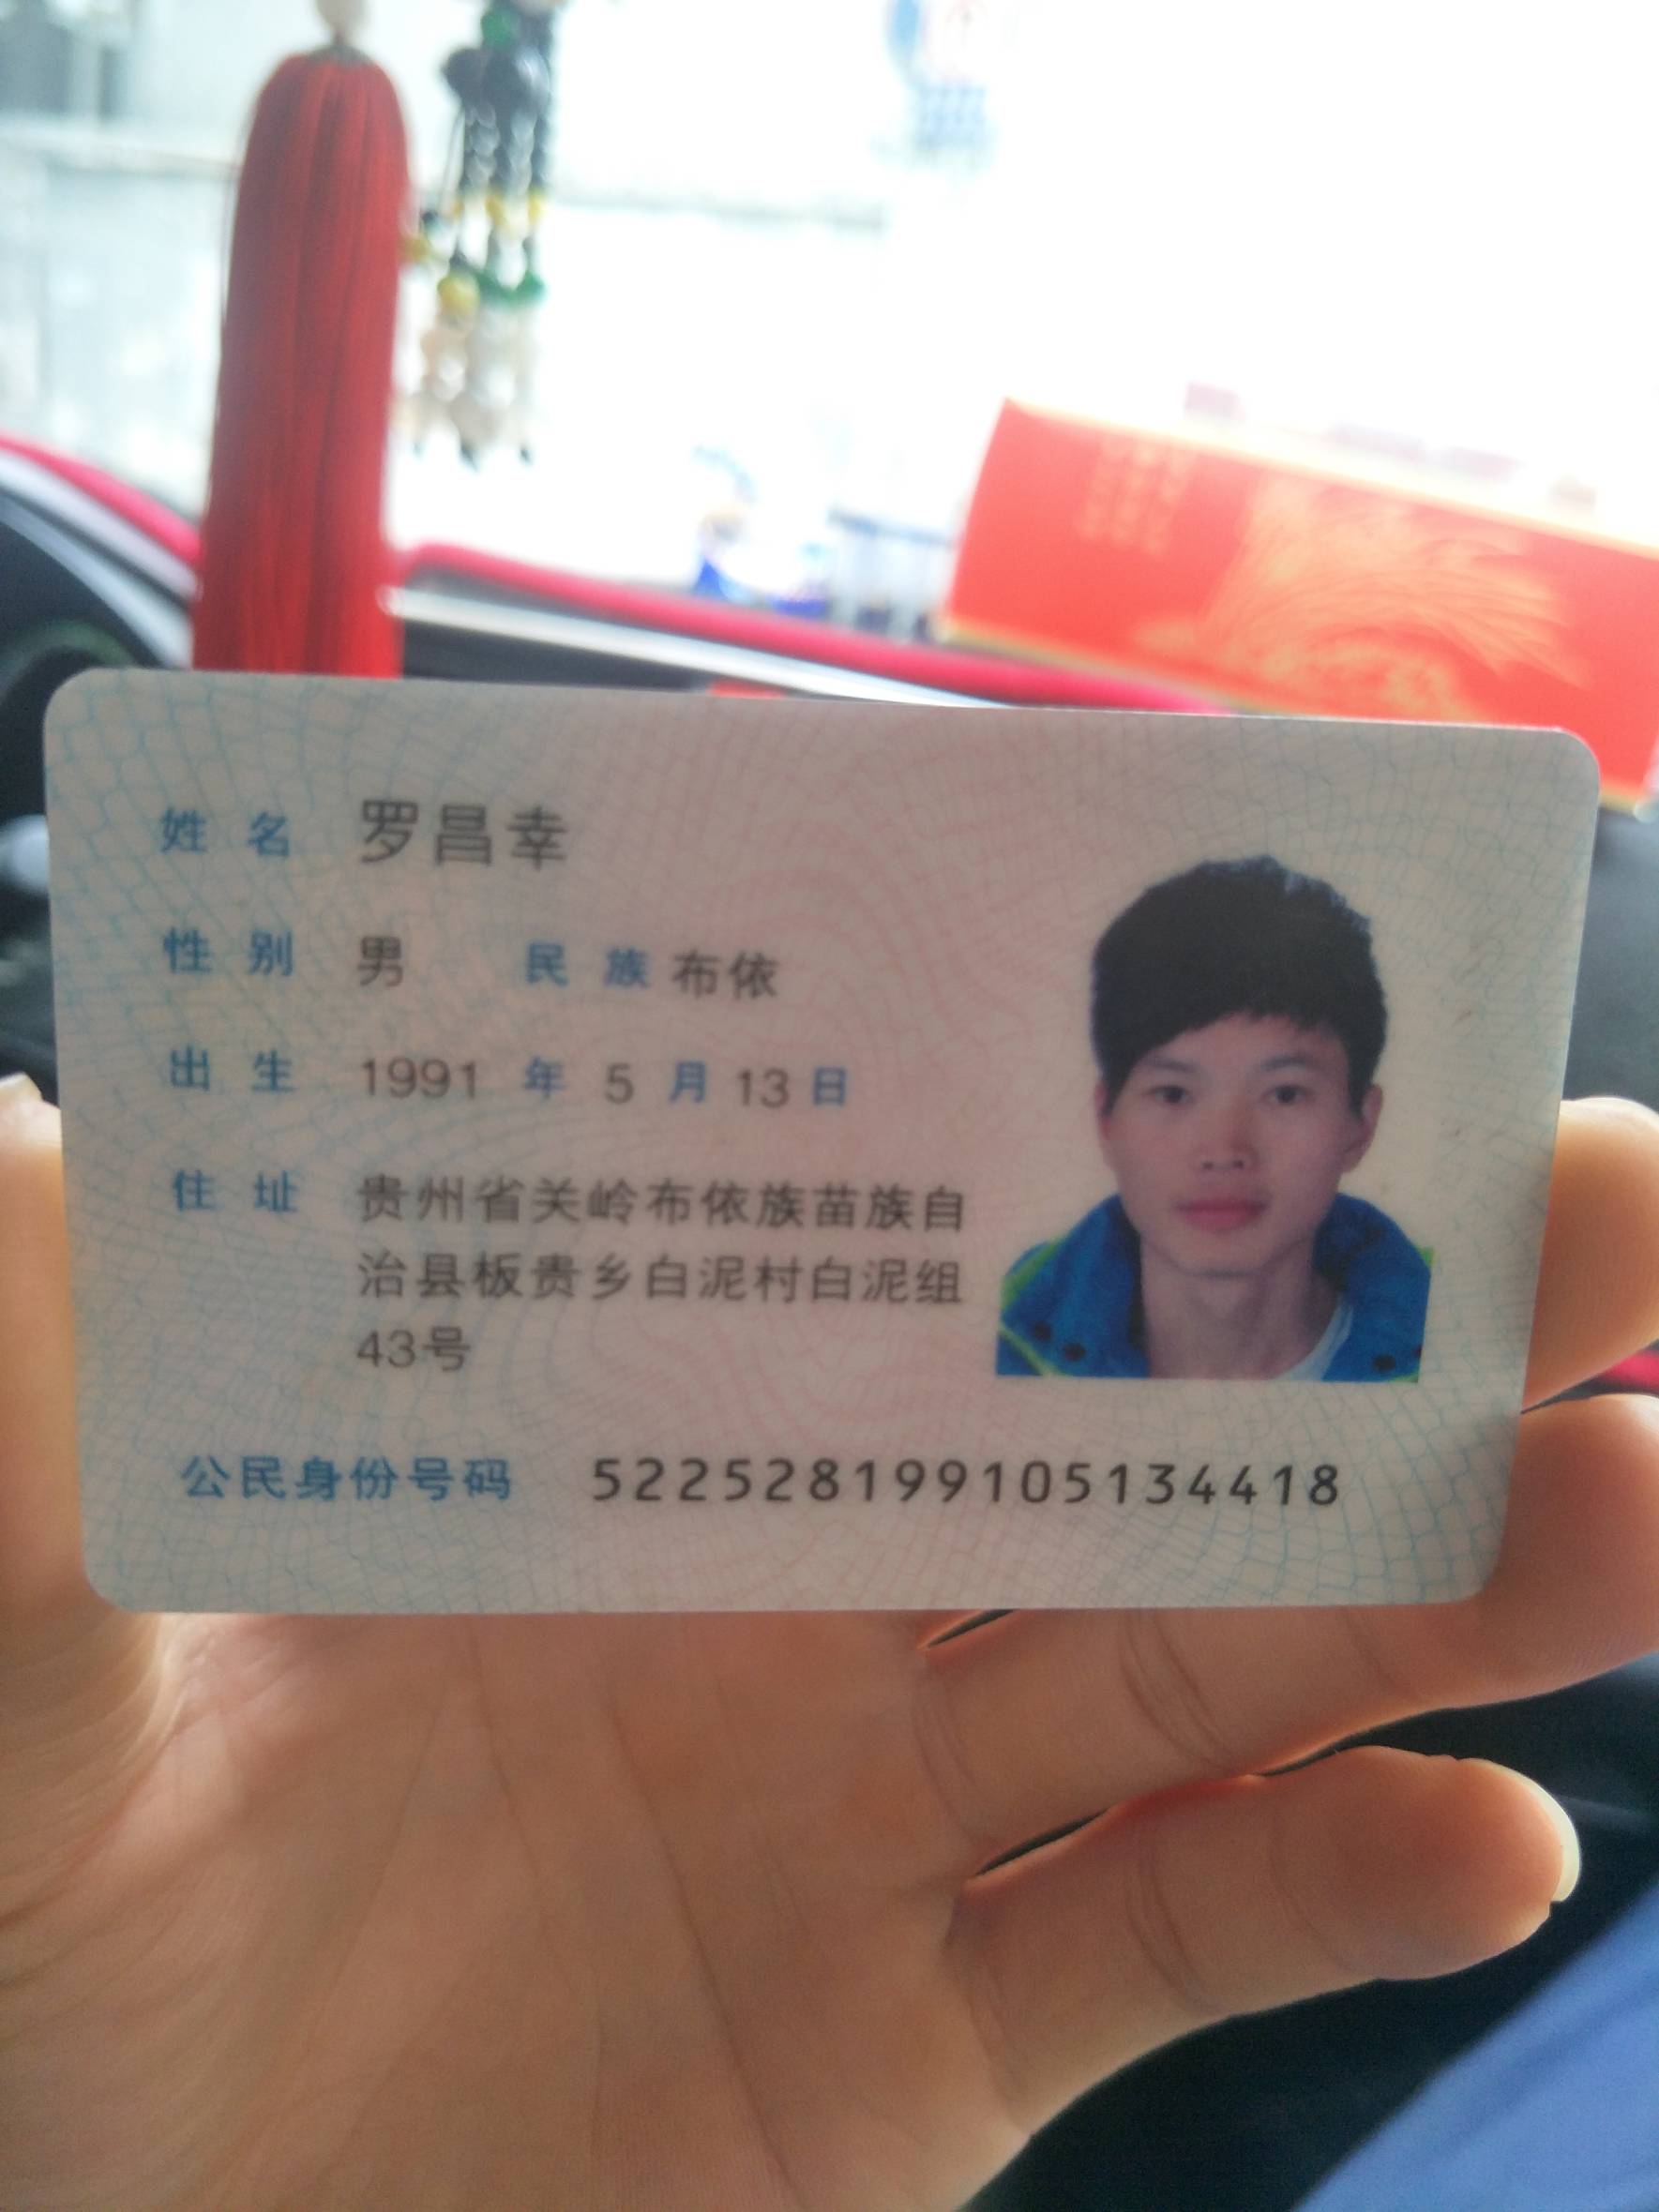 姓名 罗昌幸
性别 男 民族 布依
出生 1991 年 5 月 13 日
住址 贵州省关岭布依族苗族自
治县板贵乡白泥村白泥组
43号
公民身份号码 522528199105134418